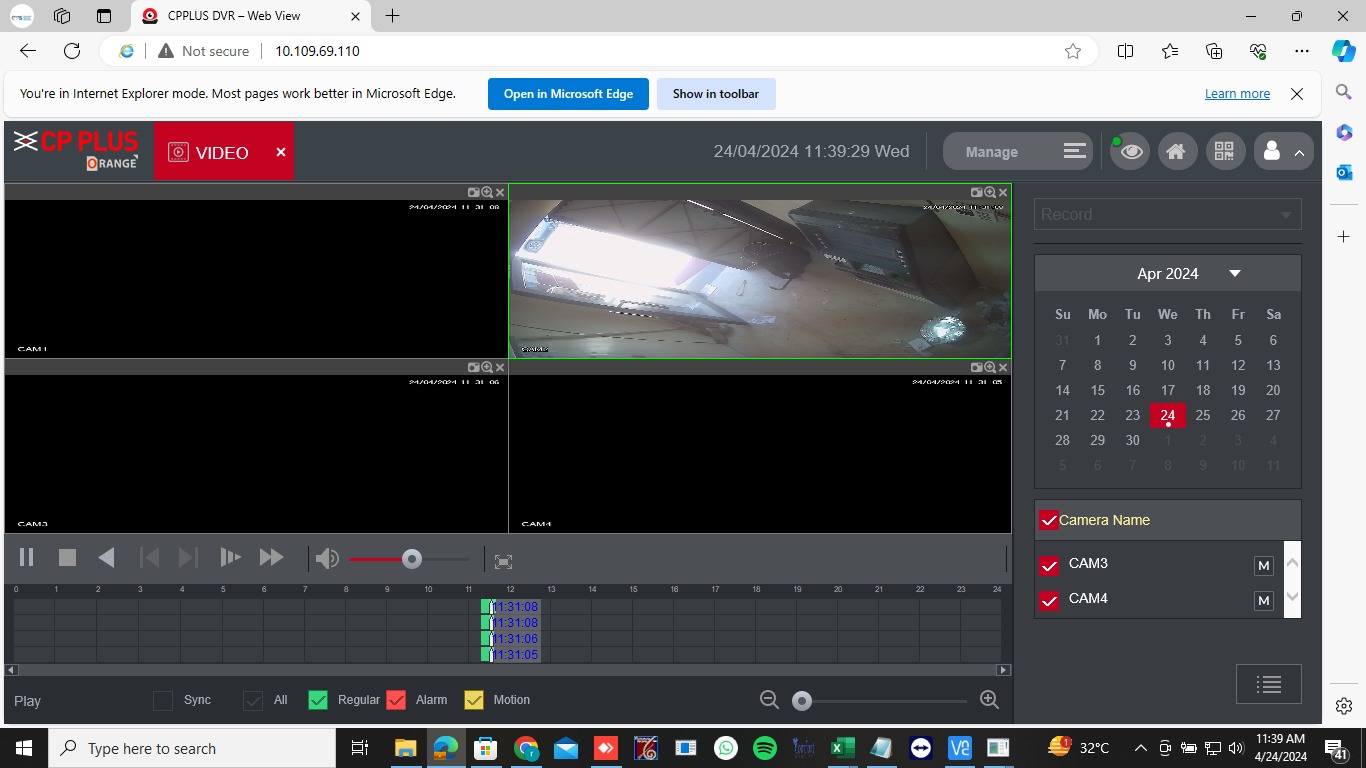 CPPLUS DVR – Web View
Not secure
10.109.69.110
You're in Internet Explorer mode. Most pages work better in Microsoft Edge.
Open in Microsoft Edge
Show in toolbar
Learn more
CP PLUS
ORANGE
VIDEO
24/04/2024 11:39:29 Wed
Manage
24/04/2024 11 31 08
CAM1
CAM2
24/04/2024 11 31 06
CAM3
24/04/2024 11 31 05
CAM4
Record
Apr 2024
Su Mo Tu We Th Fr Sa
31 1 2 3 4 5 6
7 8 9 10 11 12 13
14 15 16 17 18 19 20
21 22 23 24 25 26 27
28 29 30 1 2 3 4
5 6 7 8 9 10 11
Camera Name
CAM3 M
CAM4 M
0 1 2 3 4 5 6 7 8 9 10 11 12 13 14 15 16 17 18 19 20 21 22 23 24
11:31:08
11:31:08
11:31:06
11:31:05
Play
Sync
All
Regular
Alarm
Motion
Type here to search
32°C
11:39 AM
4/24/2024
41